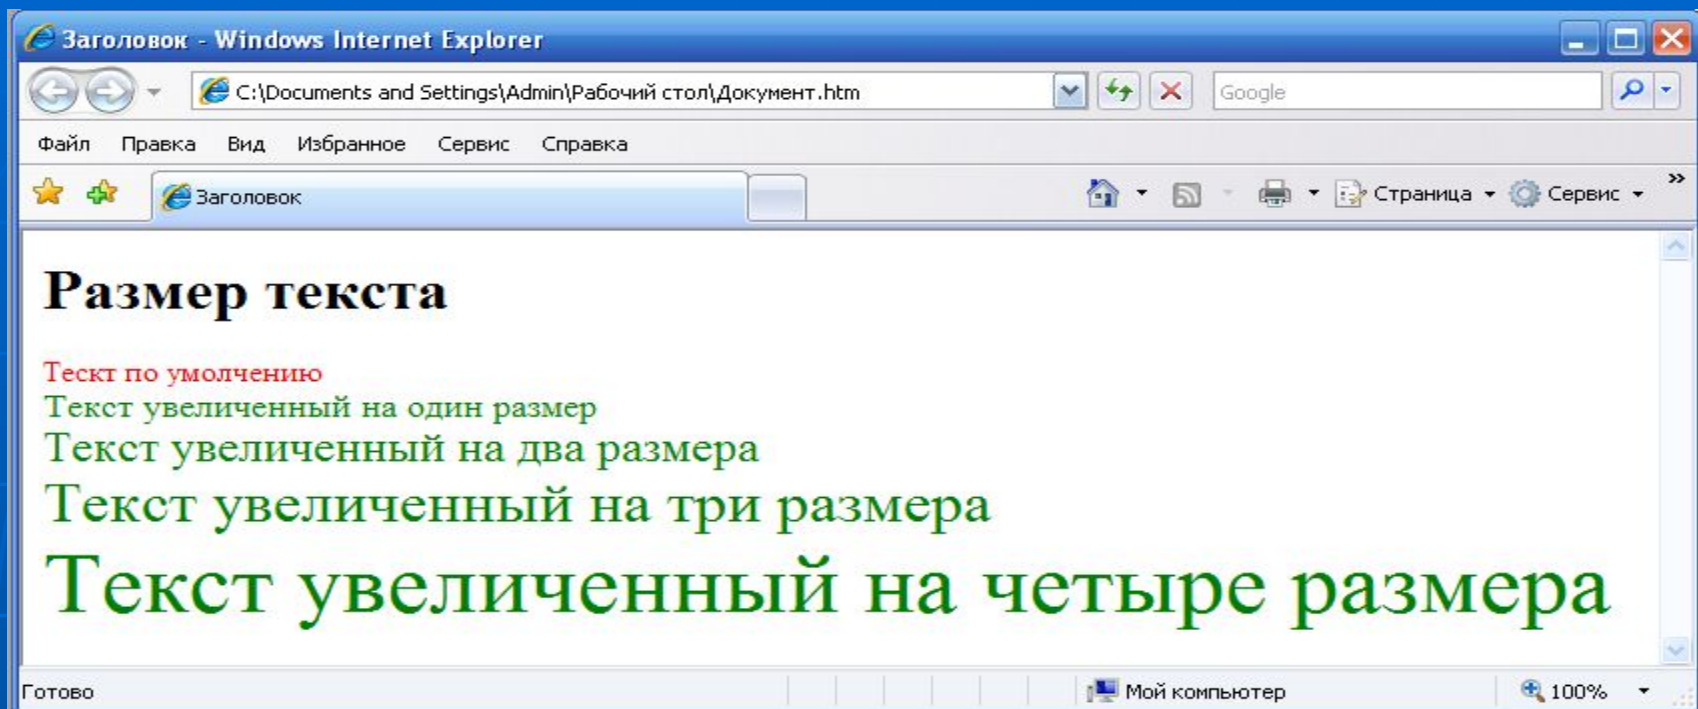 Заголовок - Windows Internet Explorer
C:\Documents and Settings\Admin\Рабочий стол\Документ.htm
Google
Файл Правка Вид Избранное Сервис Справка
Заголовок
Страница Сервис
Размер текста
Тескт по умолчению
Текст увеличенный на один размер
Текст увеличенный на два размера
Текст увеличенный на три размера
Текст увеличенный на четыре размера
Готово
Мой компьютер
100%